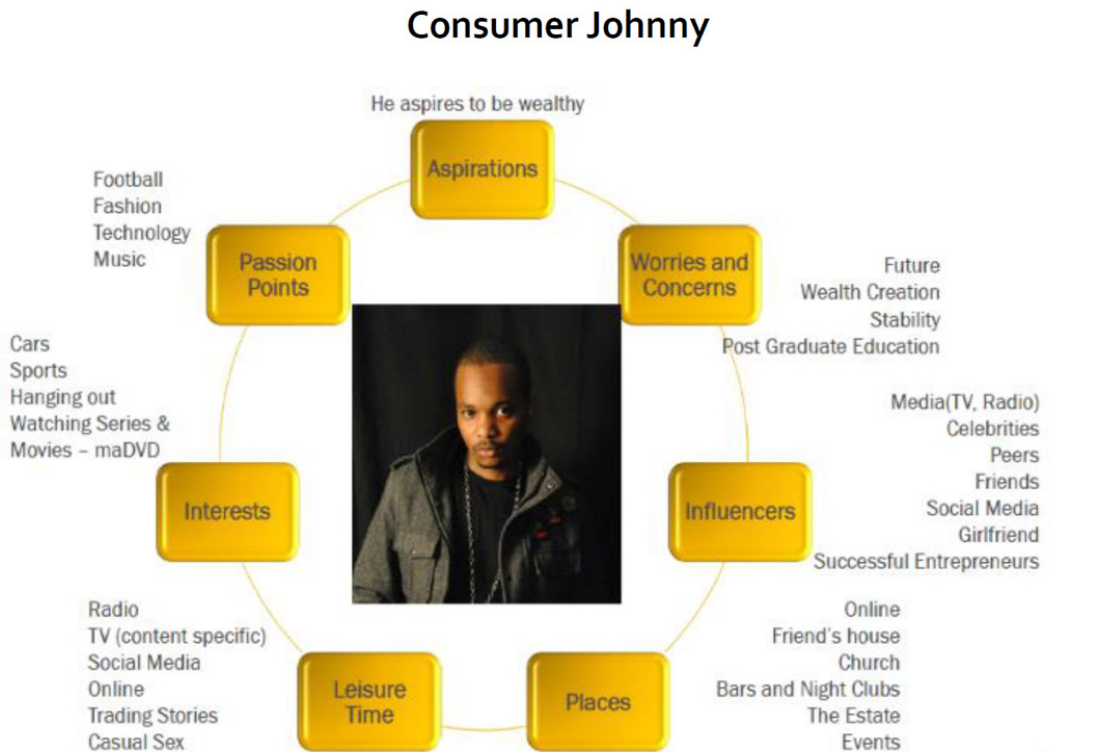 Consumer Johnny
He aspires to be wealthy
Aspirations
Football
Fashion
Technology
Music
Passion
Points
Worries and
Concerns
Future
Wealth Creation
Stability
Post Graduate Education
Cars
Sports
Hanging out
Watching Series &
Movies – maDVD
Interests
Media(TV, Radio)
Celebrities
Peers
Friends
Social Media
Girlfriend
Successful Entrepreneurs
Influencers
Radio
TV (content specific)
Social Media
Online
Trading Stories
Casual Sex
Leisure
Time
Places
Online
Friend's house
Church
Bars and Night Clubs
The Estate
Events